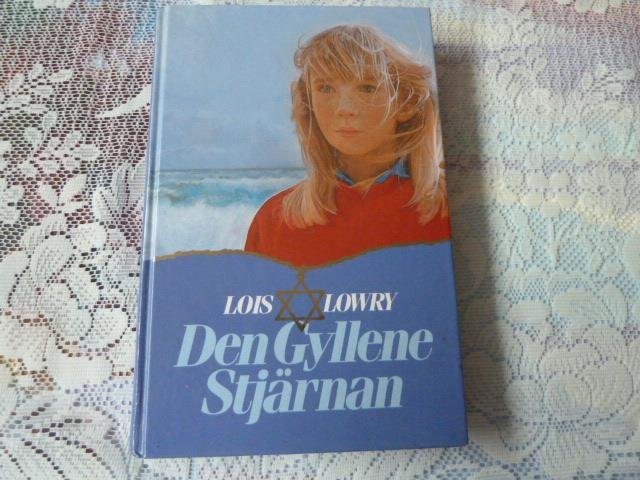 LOIS LOWRY
Den Gyllene
Stjärnan